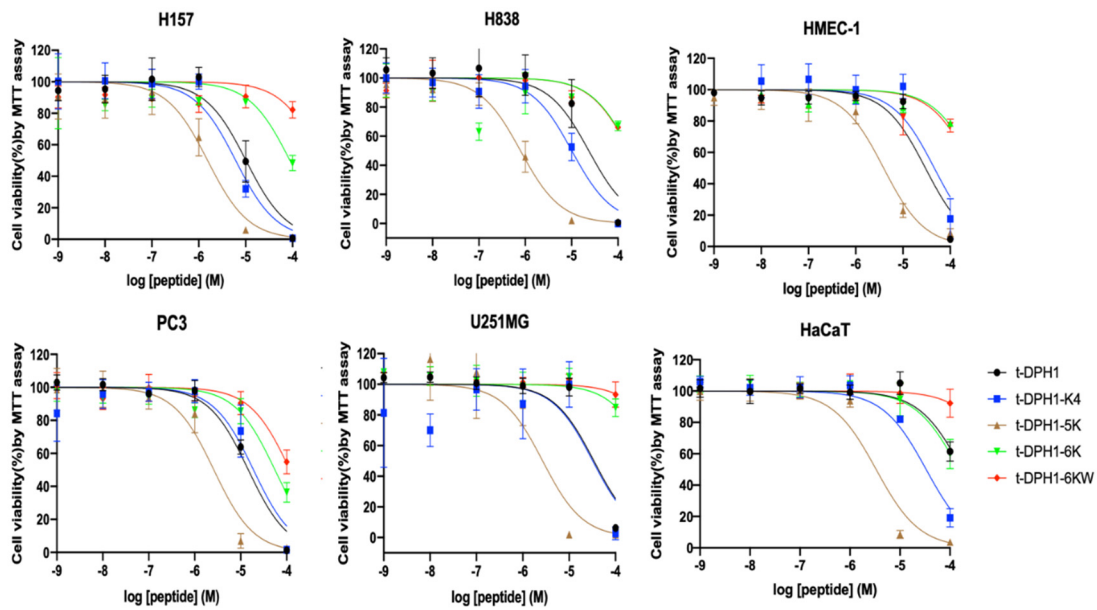 H157
Cell viability(%)by MTT assay
120
100
80
60
40
20
0
-9 -8 -7 -6 -5 -4
log [peptide] (M)
H838
Cell viability(%)by MTT assay
120
100
80
60
40
20
0
-9 -8 -7 -6 -5 -4
log [peptide] (M)
HMEC-1
Cell viability(%)by MTT assay
120
100
80
60
40
20
0
-9 -8 -7 -6 -5 -4
log [peptide] (M)
PC3
Cell viability(%)by MTT assay
120
100
80
60
40
20
0
-9 -8 -7 -6 -5 -4
log [peptide] (M)
U251MG
Cell viability(%)by MTT assay
120
100
80
60
40
20
0
-9 -8 -7 -6 -5 -4
log [peptide] (M)
HaCaT
Cell viability(%)by MTT assay
120
100
80
60
40
20
0
-9 -8 -7 -6 -5 -4
log [peptide] (M)
t-DPH1
t-DPH1-K4
t-DPH1-5K
t-DPH1-6K
t-DPH1-6KW